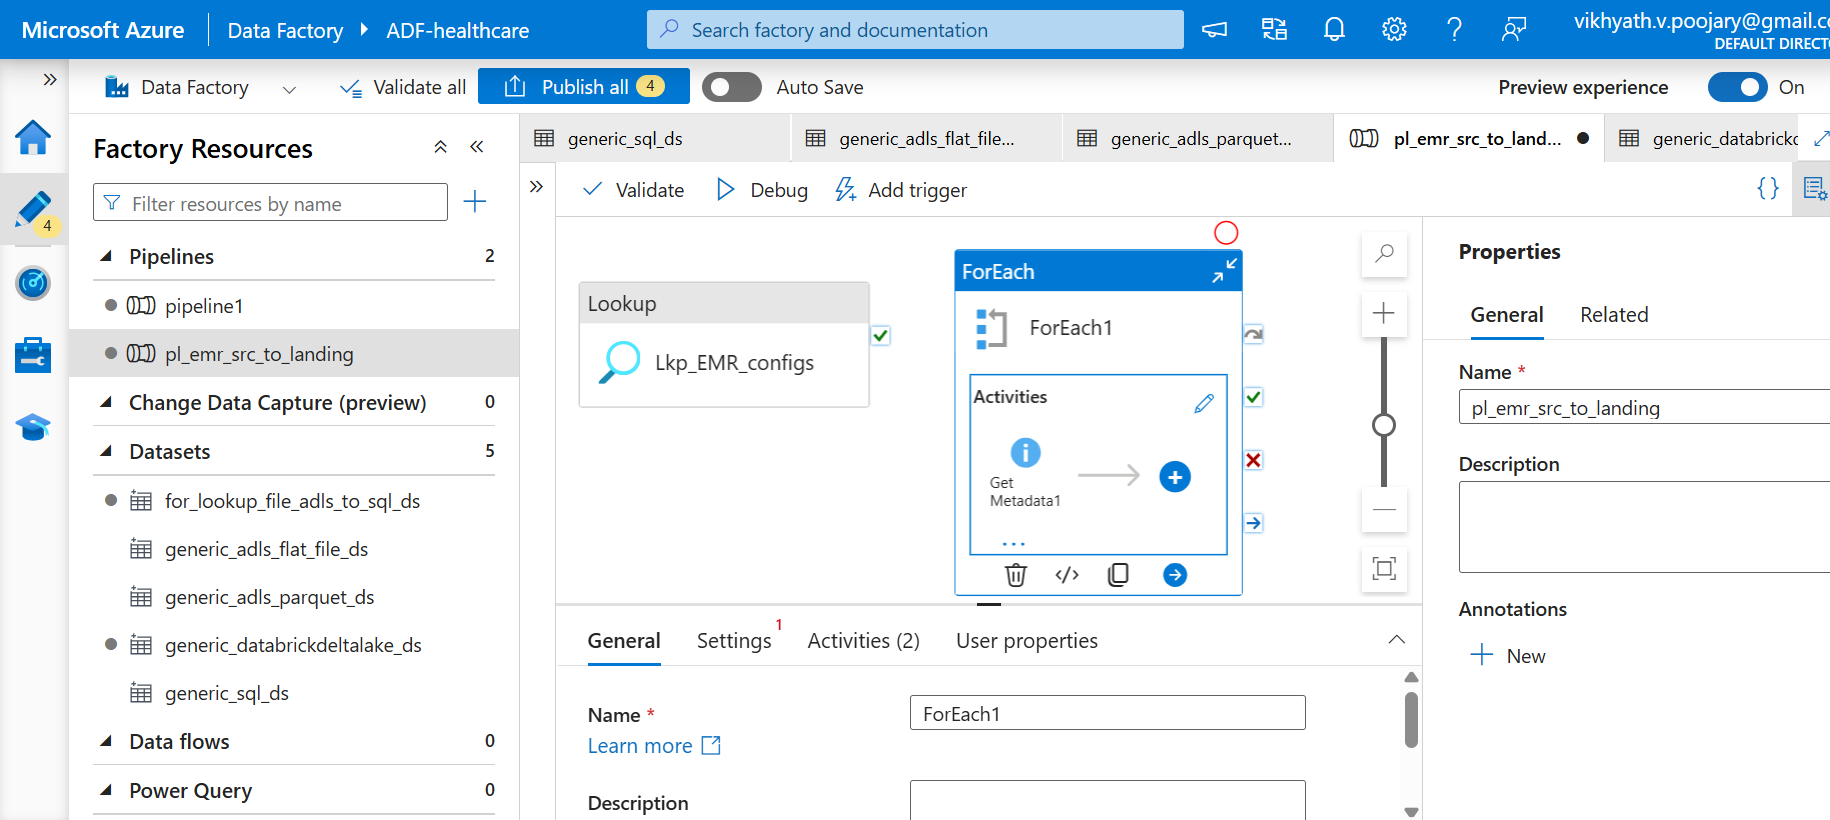 Microsoft Azure
Data Factory
ADF-healthcare
Search factory and documentation
vikhyath.v.poojary@gmail.c
DEFAULT DIRECT
Data Factory
Validate all
Publish all 4
Auto Save
Preview experience
On
Factory Resources
generic_sql_ds
generic_adls_flat_file...
generic_adls_parquet...
pl_emr_src_to_land...
generic_databrick
Validate
Debug
Add trigger
{}
Filter resources by name
4
Pipelines 2
pipeline1
pl_emr_src_to_landing
Change Data Capture (preview) 0
Datasets 5
for_lookup_file_adls_to_sql_ds
generic_adls_flat_file_ds
generic_adls_parquet_ds
generic_databrickdeltalake_ds
generic_sql_ds
Data flows 0
Power Query 0
Lookup
Lkp_EMR_configs
ForEach
ForEach1
Activities
Get
Metadata1
...
General
Settings 1
Activities (2)
User properties
Name *
ForEach1
Learn more
Description
Properties
General
Related
Name *
pl_emr_src_to_landing
Description
Annotations
New